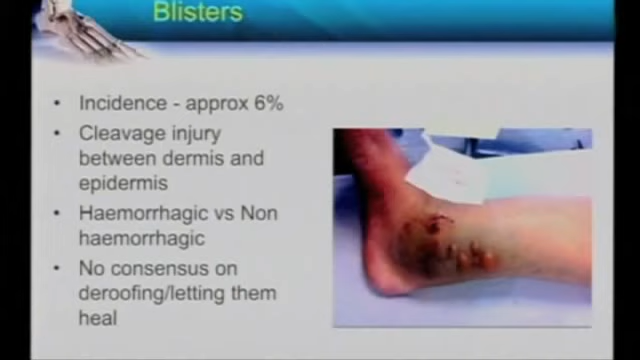 Blisters
• Incidence - approx 6%
• Cleavage injury
between dermis and
epidermis
• Haemorrhagic vs Non
haemorrhagic
• No consensus on
deroofing/letting them
heal